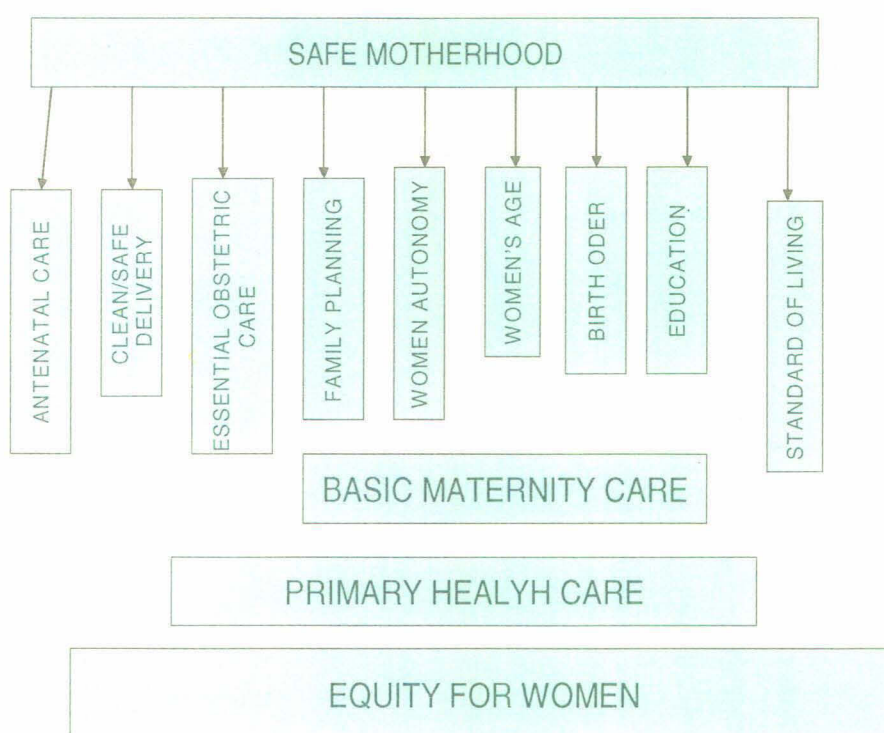 SAFE MOTHERHOOD
ANTENATAL CARE
CLEAN/SAFE
DELIVERY
ESSENTIAL OBSTETRIC
CARE
FAMILY PLANNING
WOMEN AUTONOMY
WOMEN'S AGE
BIRTH ODER
EDUCATION
STANDARD OF LIVING
BASIC MATERNITY CARE
PRIMARY HEALYH CARE
EQUITY FOR WOMEN